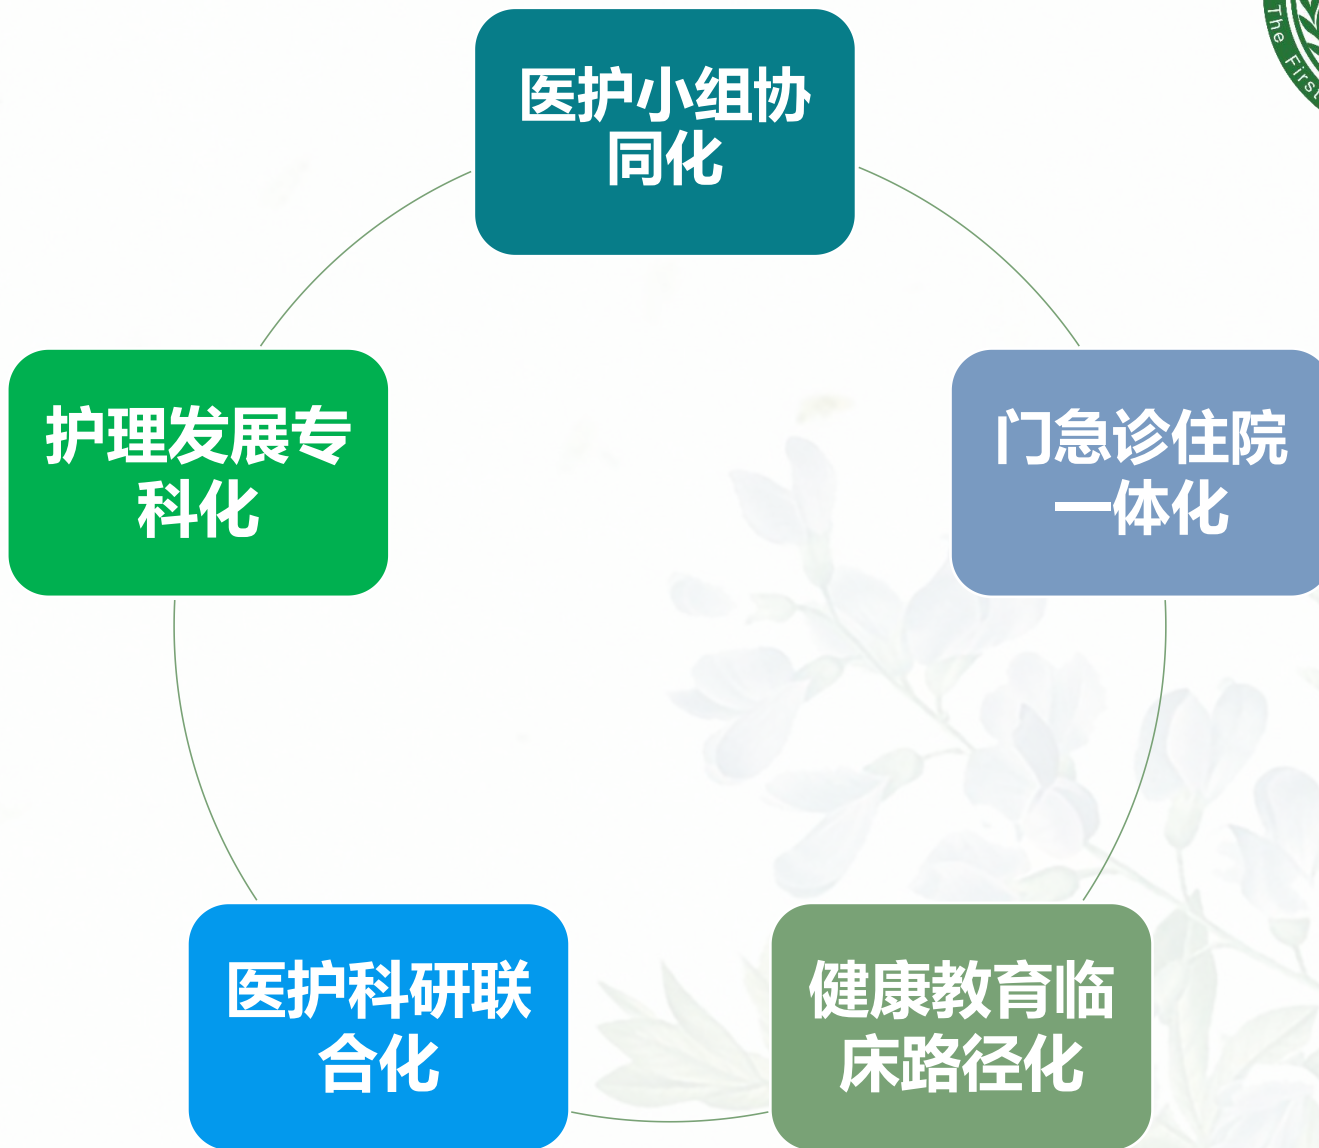 The First
医护小组协
同化
护理发展专
科化
门急诊住院
一体化
医护科研联
合化
健康教育临
床路径化